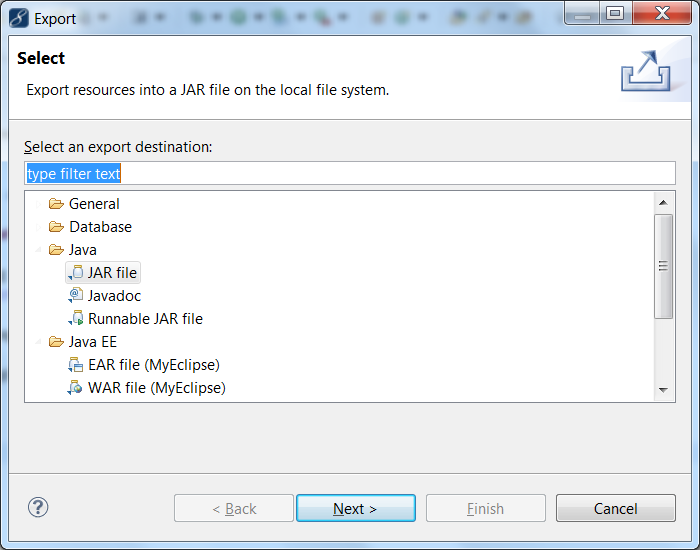 Export
Select
Export resources into a JAR file on the local file system.
Select an export destination:
type filter text
General
Database
Java
JAR file
Javadoc
Runnable JAR file
Java EE
EAR file (MyEclipse)
WAR file (MyEclipse)
?
< Back
Next >
Finish
Cancel